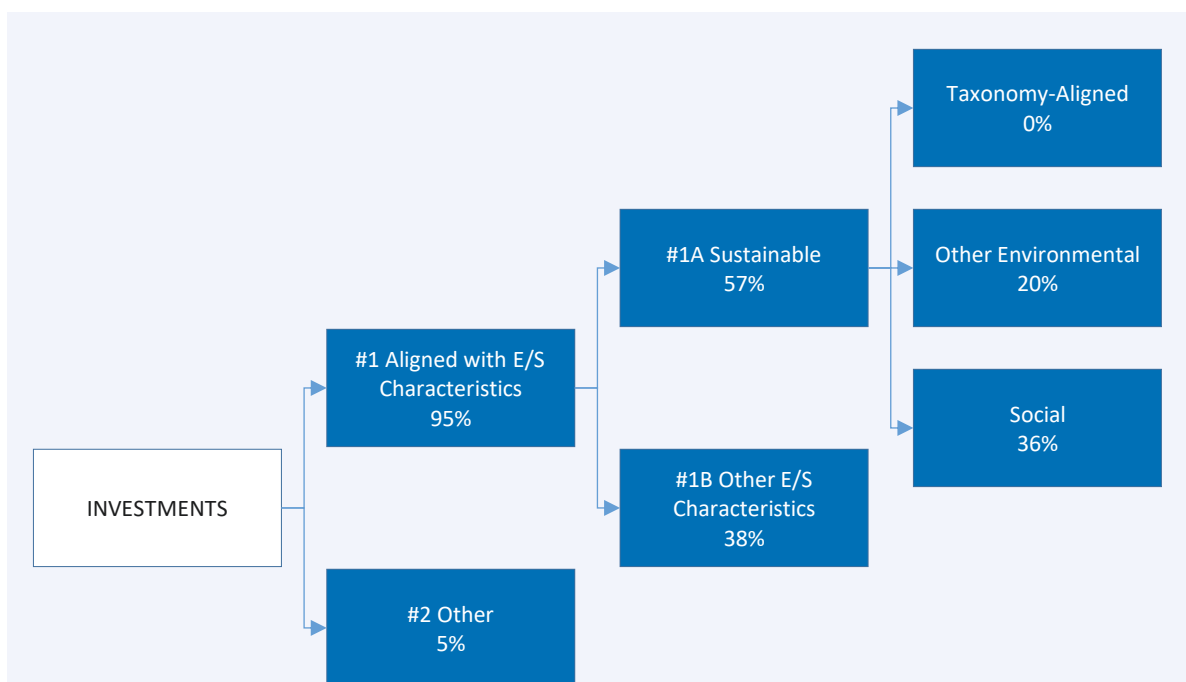 INVESTMENTS
#1 Aligned with E/S
Characteristics
95%
#2 Other
5%
#1A Sustainable
57%
#1B Other E/S
Characteristics
38%
Taxonomy-Aligned
0%
Other Environmental
20%
Social
36%